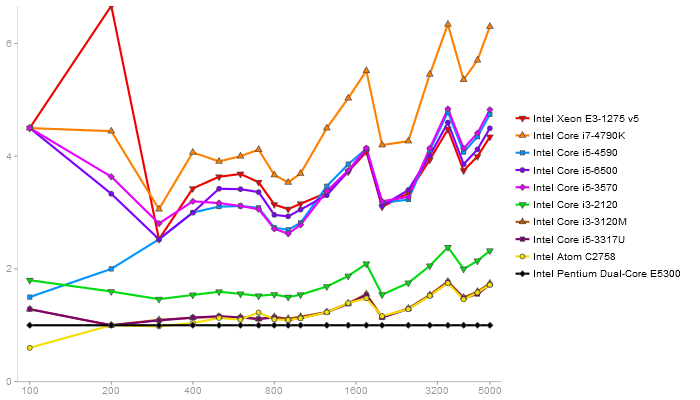 6
4
2
0
100 200 400 800 1600 3200 5000
Intel Xeon E3-1275 v5
Intel Core i7-4790K
Intel Core i5-4590
Intel Core i5-6500
Intel Core i5-3570
Intel Core i3-2120
Intel Core i3-3120M
Intel Core i5-3317U
Intel Atom C2758
Intel Pentium Dual-Core E5300